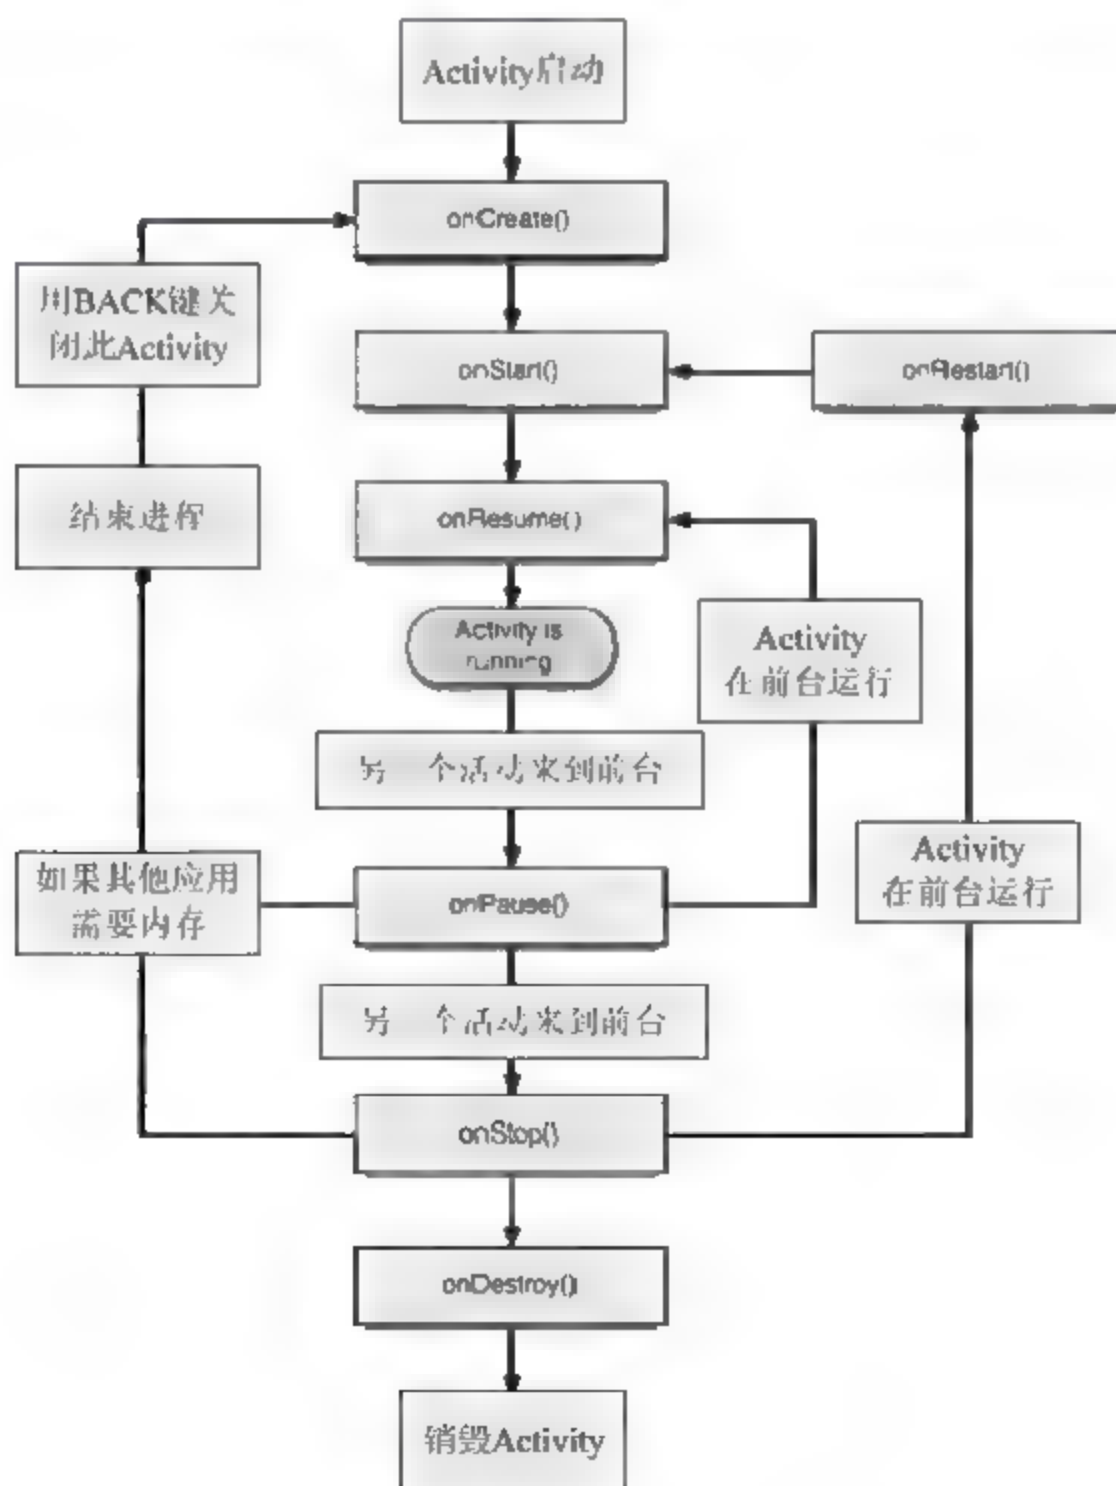 Activity启动
onCreate()
用BACK键关
闭此Activity
onStart()
onRestart()
结束进程
onResume()
Activity is
running
Activity
在前台运行
另一个活动来到前台
如果其他应用
需要内存
onPause()
Activity
在前台运行
另一个活动来到前台
onStop()
onDestroy()
销毁Activity